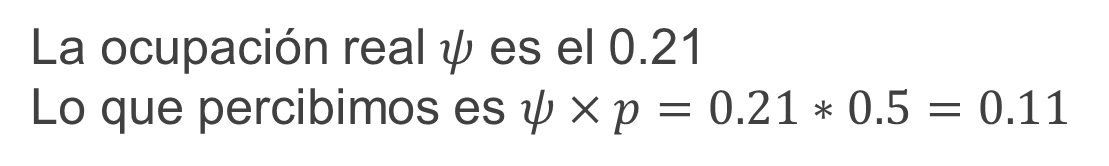 La ocupación real ψ es el 0.21
Lo que percibimos es ψ × p = 0.21 * 0.5 = 0.11